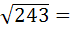 √243 =